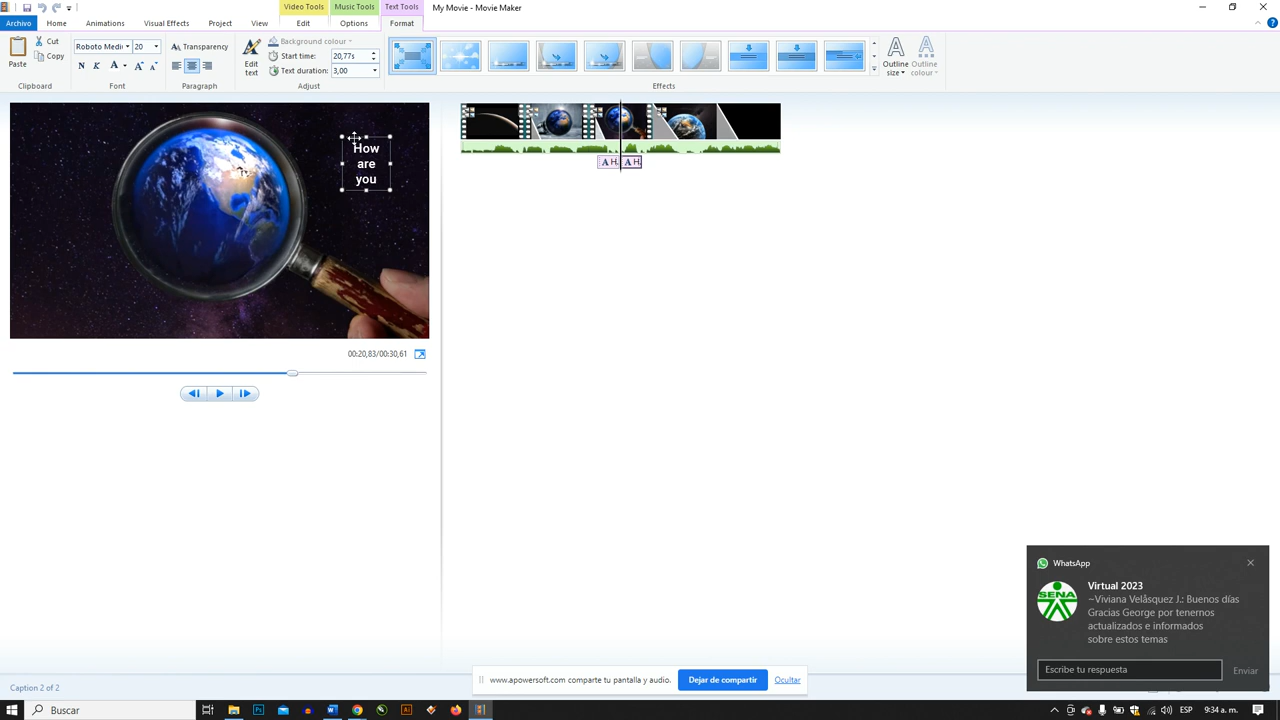 Video Tools
Music Tools
Text Tools
My Movie - Movie Maker
Archivo
Home
Animations
Visual Effects
Project
View
Edit
Options
Format
Paste
Cut
Copy
Clipboard
Roboto Medi
20
Font
Transparency
Paragraph
Edit text
Background colour
Start time:
20,77s
Text duration:
3,00
Adjust
Effects
Outline size
Outline colour
How
are
you
A H
A H
00:20,83/00:30,61
WhatsApp
Virtual 2023
~Viviana Velásquez J.: Buenos días
Gracias George por tenernos
actualizados e informados
sobre estos temas
SENA
Escribe tu respuesta
Enviar
www.apowersoft.com comparte tu pantalla y audio.
Dejar de compartir
Ocultar
Caption 2 of 2
Buscar
ESP
9:34 a. m.